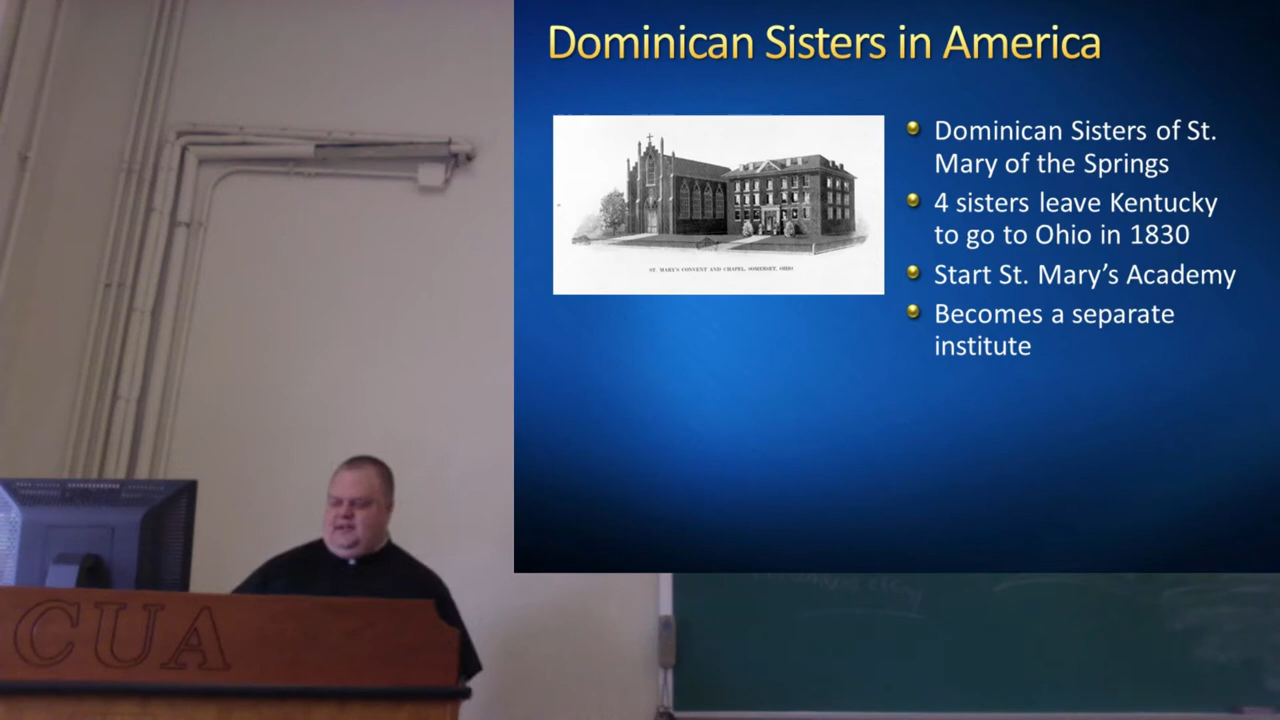 Dominican Sisters in America
Dominican Sisters of St.
Mary of the Springs
4 sisters leave Kentucky
to go to Ohio in 1830
Start St. Mary’s Academy
Becomes a separate
institute
ST. MARY'S CONVENT AND CHAPEL, SOMERSET, OHIO
CUA